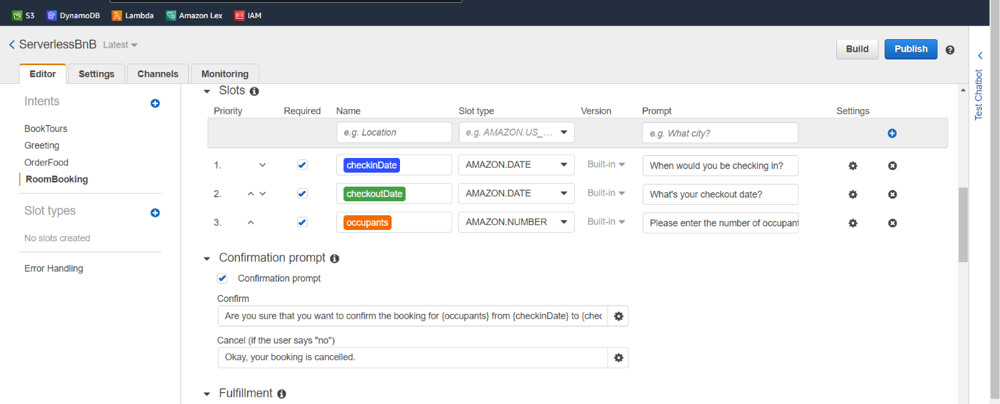 S3 DynamoDB Lambda Amazon Lex IAM
ServerlessBnB Latest
Build Publish ?
Editor Settings Channels Monitoring
Test Chatbot
Intents
BookTours
Greeting
OrderFood
RoomBooking
Slot types
No slots created
Error Handling
Slots
Priority Required Name Slot type Version Prompt Settings
e.g. Location e.g. AMAZON.US_... e.g. What city?
1. checkinDate AMAZON.DATE Built-in When would you be checking in?
2. checkoutDate AMAZON.DATE Built-in What's your checkout date?
3. occupants AMAZON.NUMBER Built-in Please enter the number of occupant
Confirmation prompt
Confirmation prompt
Confirm
Are you sure that you want to confirm the booking for {occupants} from {checkinDate} to {chec
Cancel (if the user says "no")
Okay, your booking is cancelled.
Fulfillment